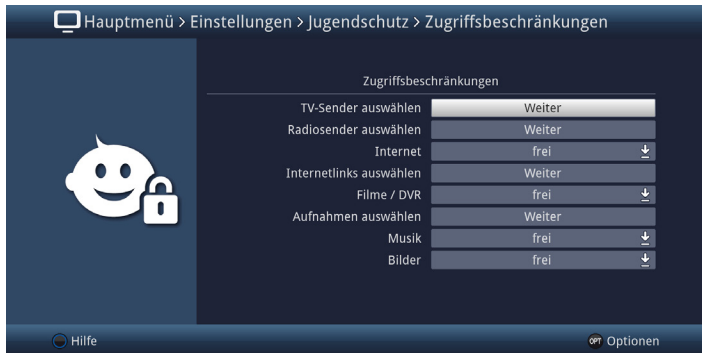 Hauptmenü > Einstellungen > Jugendschutz > Zugriffsbeschränkungen
Zugriffsbeschränkungen
TV-Sender auswählen Weiter
Radiosender auswählen Weiter
Internet frei
Internetlinks auswählen Weiter
Filme / DVR frei
Aufnahmen auswählen Weiter
Musik frei
Bilder frei
Hilfe OPT Optionen